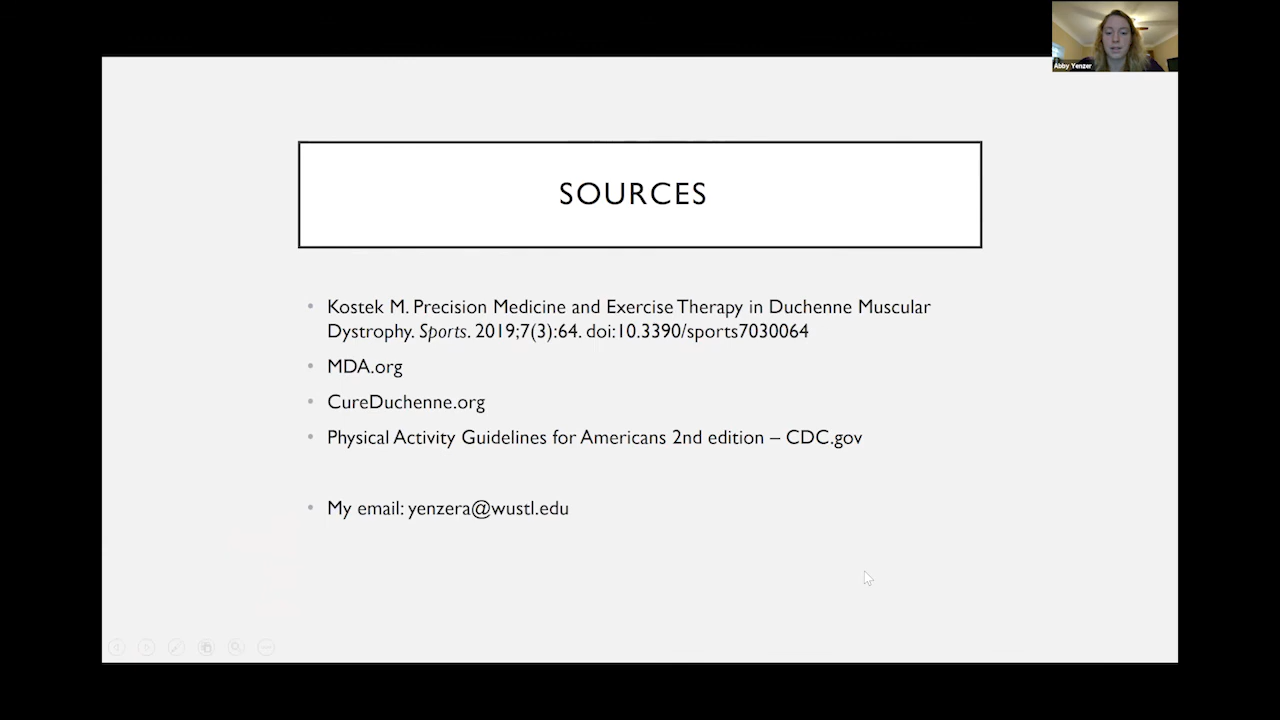 Abby Yenzer
SOURCES
• Kostek M. Precision Medicine and Exercise Therapy in Duchenne Muscular
Dystrophy. Sports. 2019;7(3):64. doi:10.3390/sports7030064
• MDA.org
• CureDuchenne.org
• Physical Activity Guidelines for Americans 2nd edition – CDC.gov
• My email: yenzera@wustl.edu